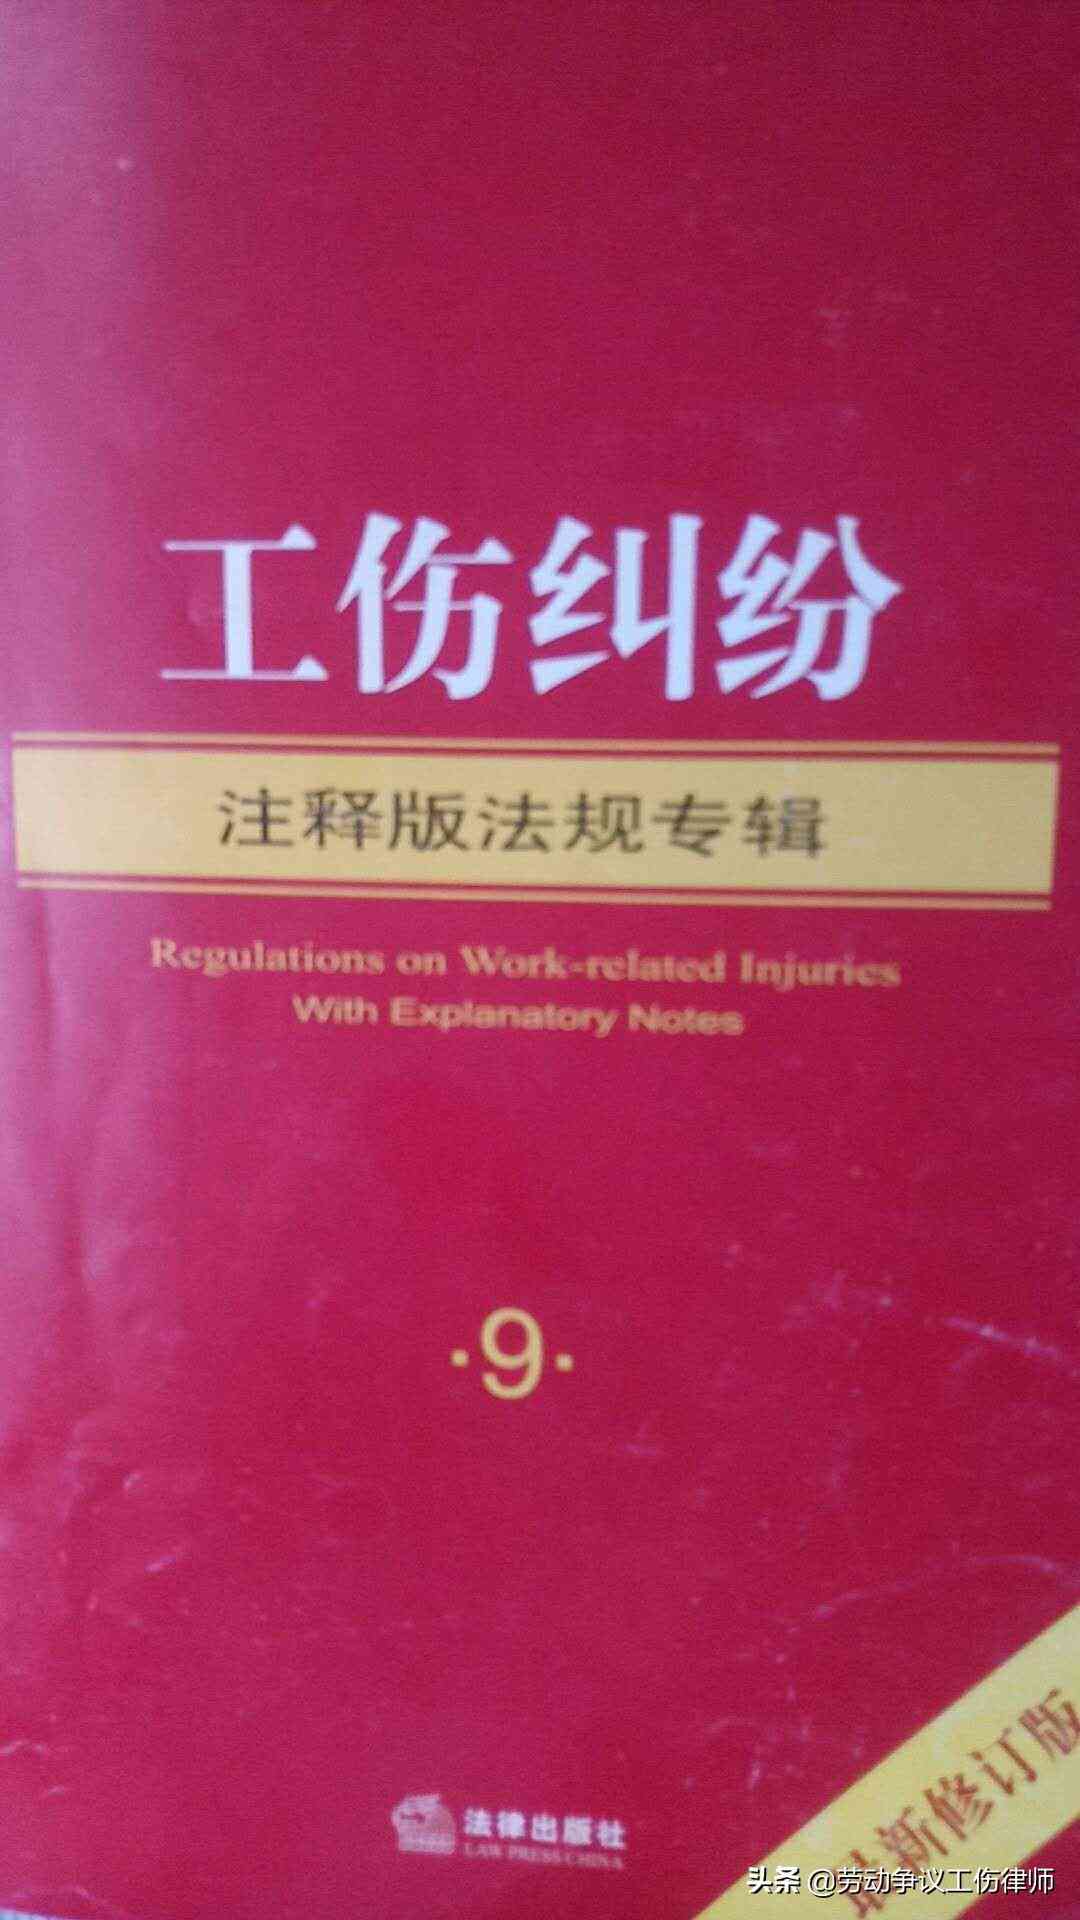 工伤纠纷
注释版法规专辑
Regulations on Work-related Injuries
With Explanatory Notes
·9·
法律出版社
LAW PRESS CHINA
最新修订版
头条 @劳动争议工伤律师